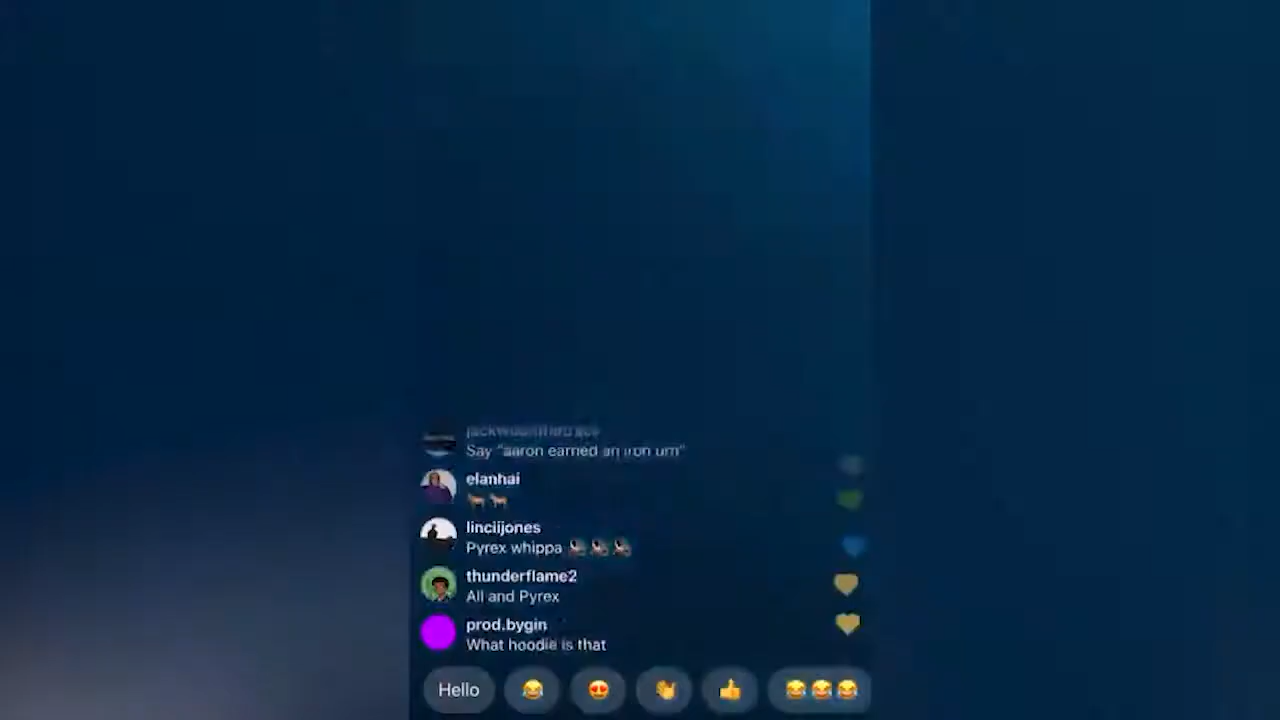 Say "aaron earned an iron urn"
elanhai
🐅 🐅
linciijones
Pyrex whippa
thunderflame2
All and Pyrex
prod.bygin
What hoodie is that
Hello 😂 😍 👏 👍 😂😂😂